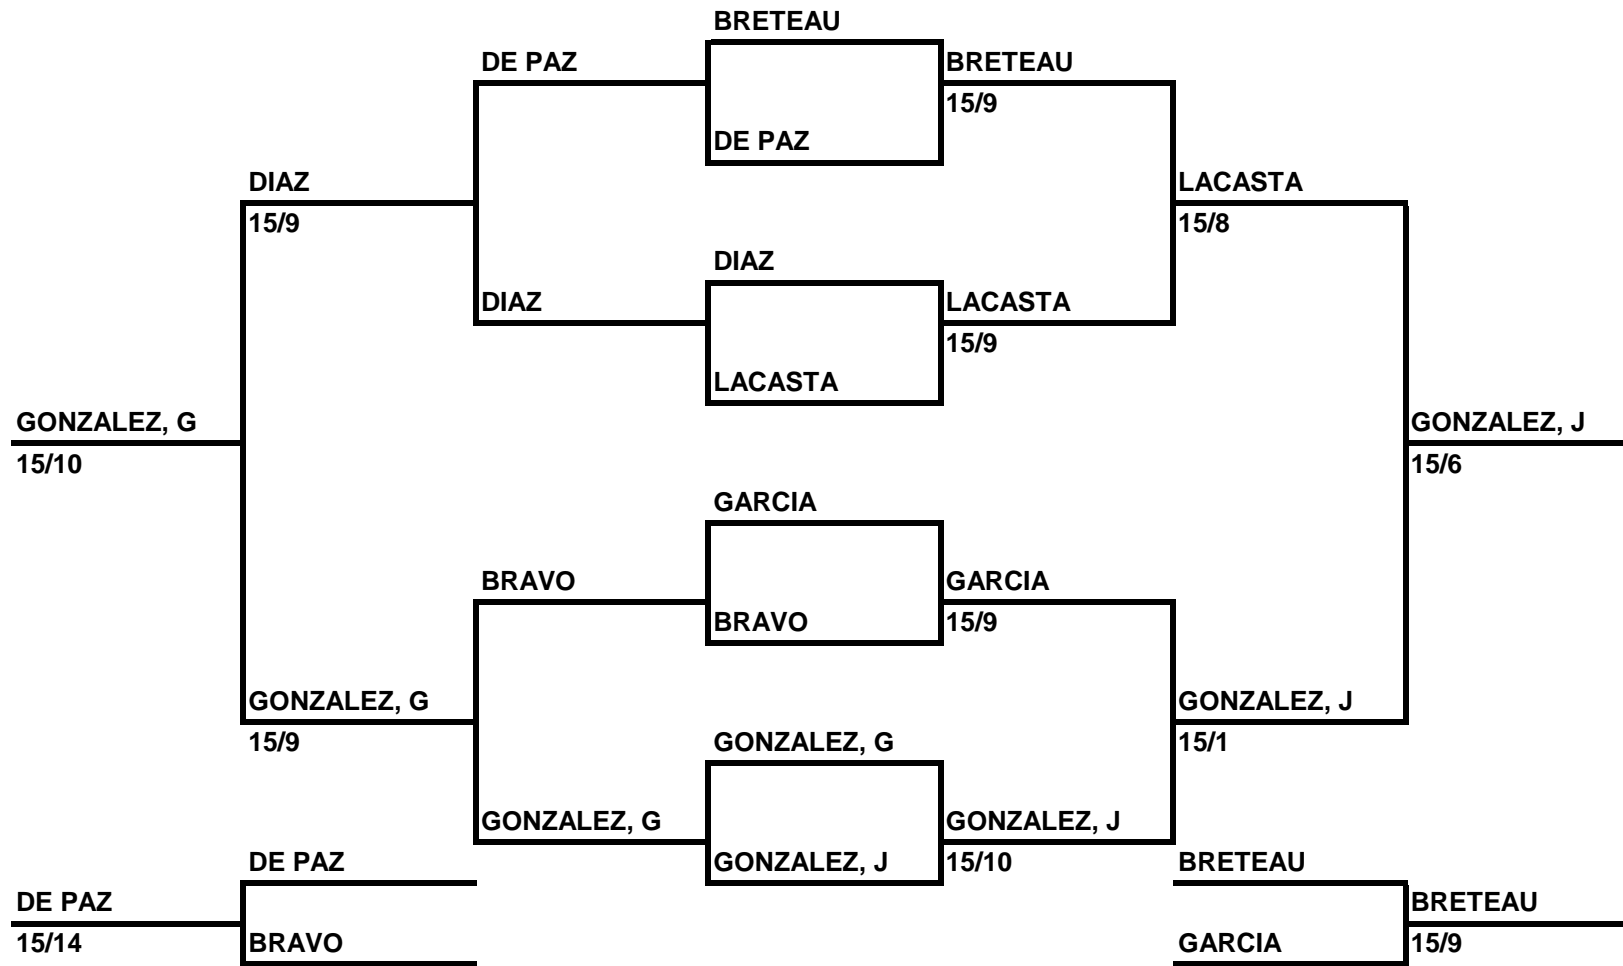 BRETEAU
DE PAZ
BRETEAU
15/9
DE PAZ
DIAZ
LACASTA
15/9
15/8
DIAZ
DIAZ
LACASTA
15/9
LACASTA
GONZALEZ, G
GONZALEZ, J
15/10
15/6
GARCIA
BRAVO
GARCIA
BRAVO
15/9
GONZALEZ, G
GONZALEZ, J
15/9
GONZALEZ, G
15/1
GONZALEZ, G
GONZALEZ, J
DE PAZ
GONZALEZ, J
15/10
BRETEAU
DE PAZ
BRETEAU
15/14
BRAVO
GARCIA
15/9